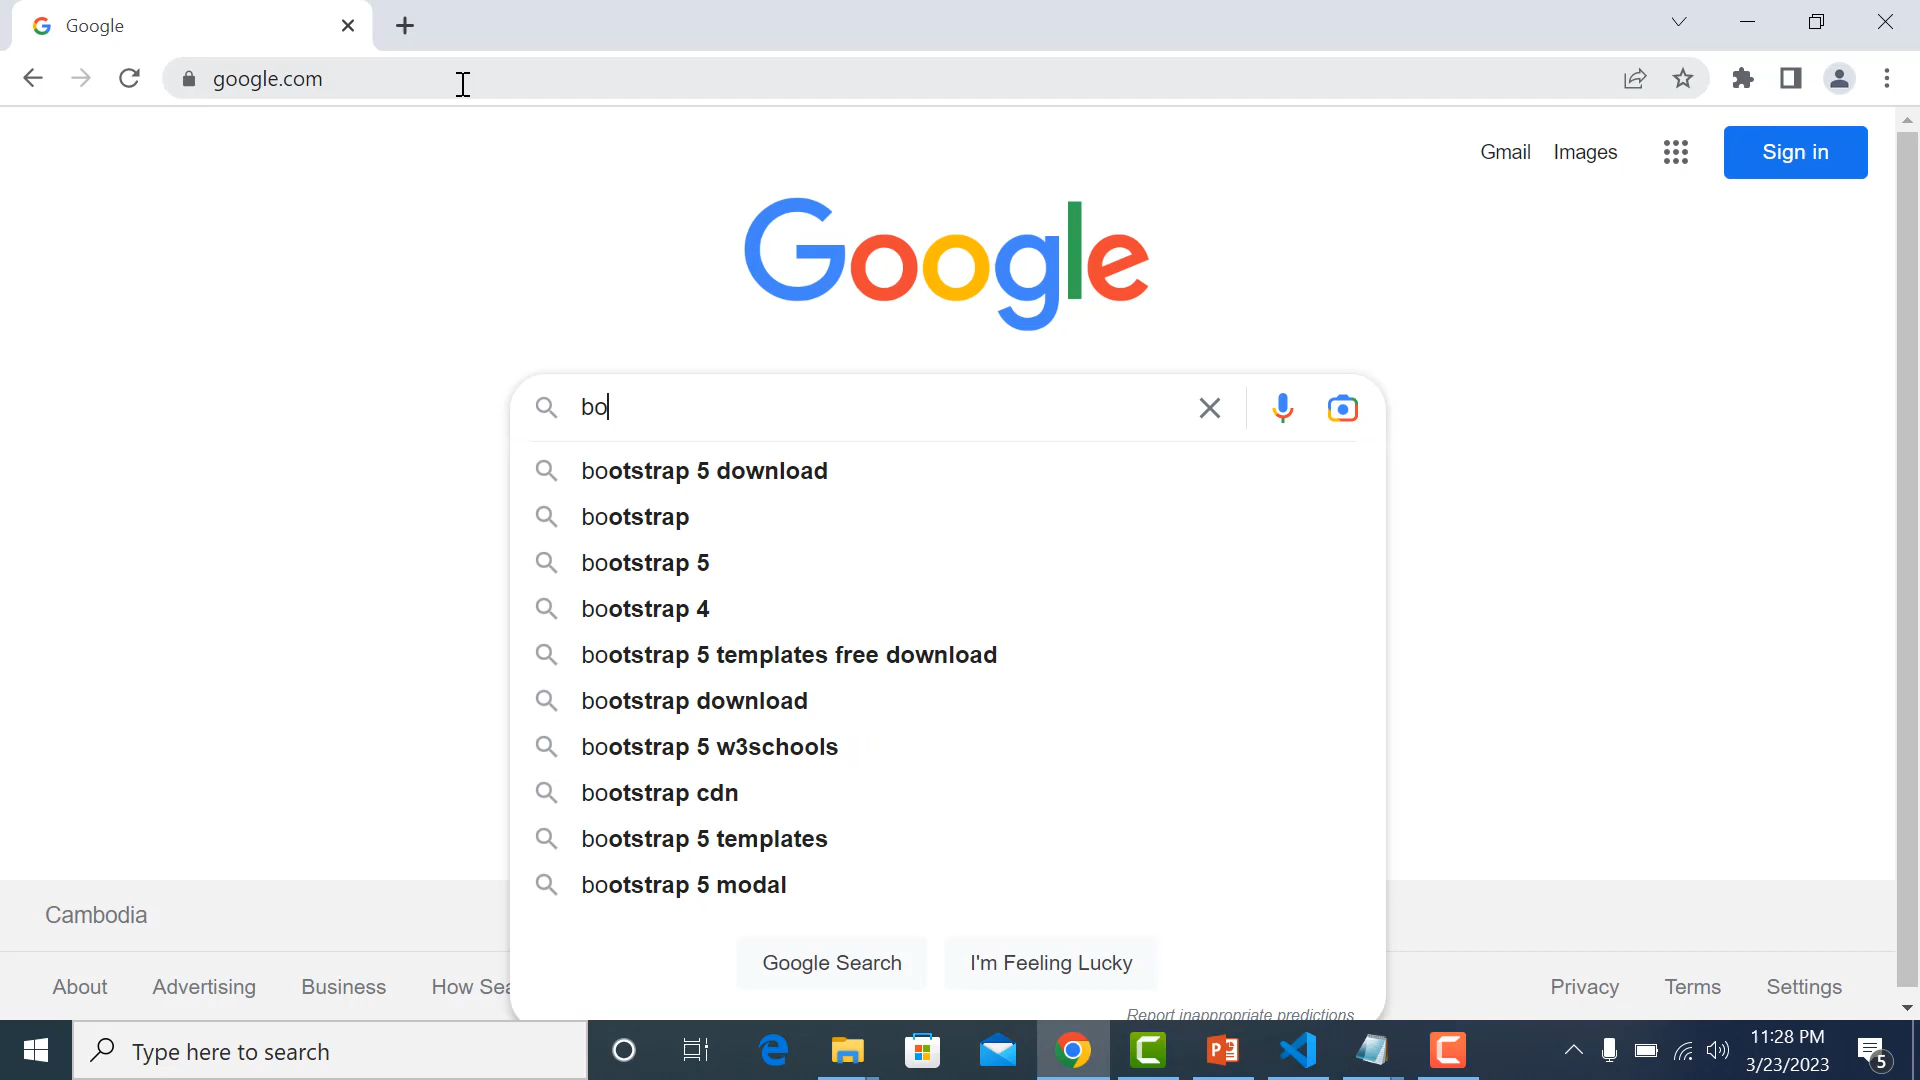 Google
google.com
Gmail Images Sign in
Google
bo
bootstrap 5 download
bootstrap
bootstrap 5
bootstrap 4
bootstrap 5 templates free download
bootstrap download
bootstrap 5 w3schools
bootstrap cdn
bootstrap 5 templates
bootstrap 5 modal
Google Search I'm Feeling Lucky
Report inappropriate predictions
Cambodia
About Advertising Business How Sea Privacy Terms Settings
Type here to search
11:28 PM
3/23/2023
5